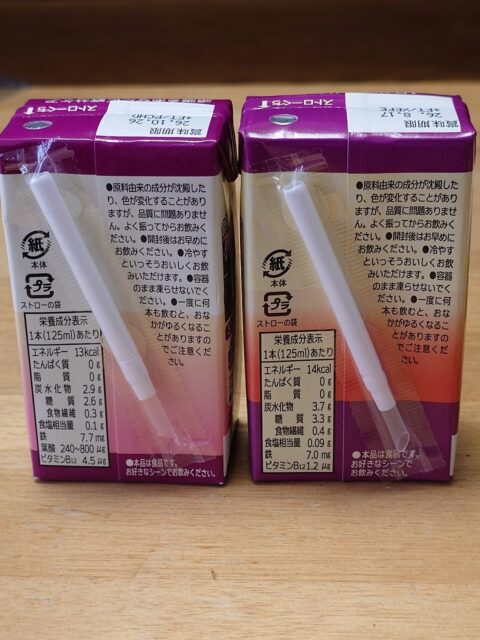 ストローぐち
賞味期限
26.10.26
+FT/PCHD
●原料由来の成分が沈殿した
り、色が変化することがあり
ますが、品質に問題ありませ
ん。よく振ってからお飲みく
ださい。●開封後はお早めに
お飲みください。●冷やす
といっそうおいしくお飲
みいただけます。●容器
のまま凍らせないでく
ださい。●一度に何
本も飲むと、おな
かがゆるくなるこ
とがありますの
でご注意くだ
さい。
紙
本体
プラ
ストローの袋
栄養成分表示
1本(125ml)あたり
エネルギー 13kcal
たんぱく質 0g
脂質 0g
炭水化物 2.9g
糖質 2.6g
食物繊維 0.3g
食塩相当量 0.1g
鉄 7.7mg
葉酸 240~800μg
ビタミンB12 4.5μg
●本品は食品です。
お好きなシーンで
お飲みください。
ストローぐち
賞味期限
26.8.17
+FT/XEFE
●原料由来の成分が沈殿した
り、色が変化することがあり
ますが、品質に問題ありませ
ん。よく振ってからお飲みく
ださい。●開封後はお早めに
お飲みください。●冷やす
といっそうおいしくお飲
みいただけます。●容器
のまま凍らせないでく
ださい。●一度に何
本も飲むと、おな
かがゆるくなるこ
とがありますの
でご注意くだ
さい。
紙
本体
プラ
ストローの袋
栄養成分表示
1本(125ml)あたり
エネルギー 14kcal
たんぱく質 0g
脂質 0g
炭水化物 3.7g
糖質 3.3g
食物繊維 0.4g
食塩相当量 0.09g
鉄 7.0mg
ビタミンB12 1.2μg
●本品は食品です。
お好きなシーンで
お飲みください。